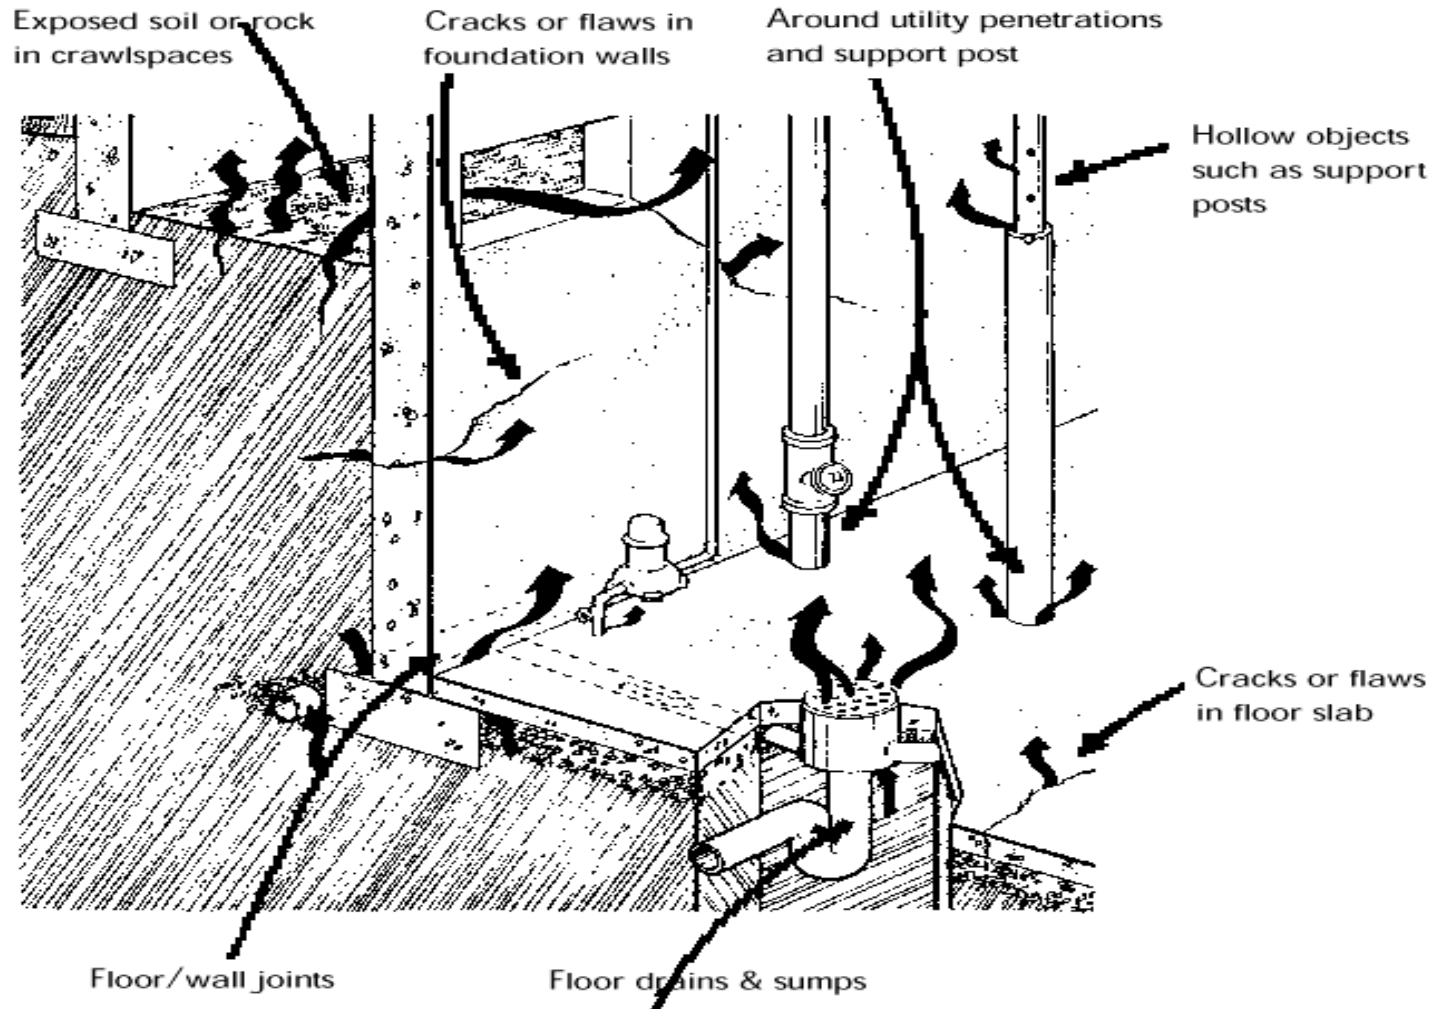 Exposed soil or rock
in crawlspaces
Cracks or flaws in
foundation walls
Around utility penetrations
and support post
Hollow objects
such as support
posts
Cracks or flaws
in floor slab
Floor/wall joints
Floor drains & sumps